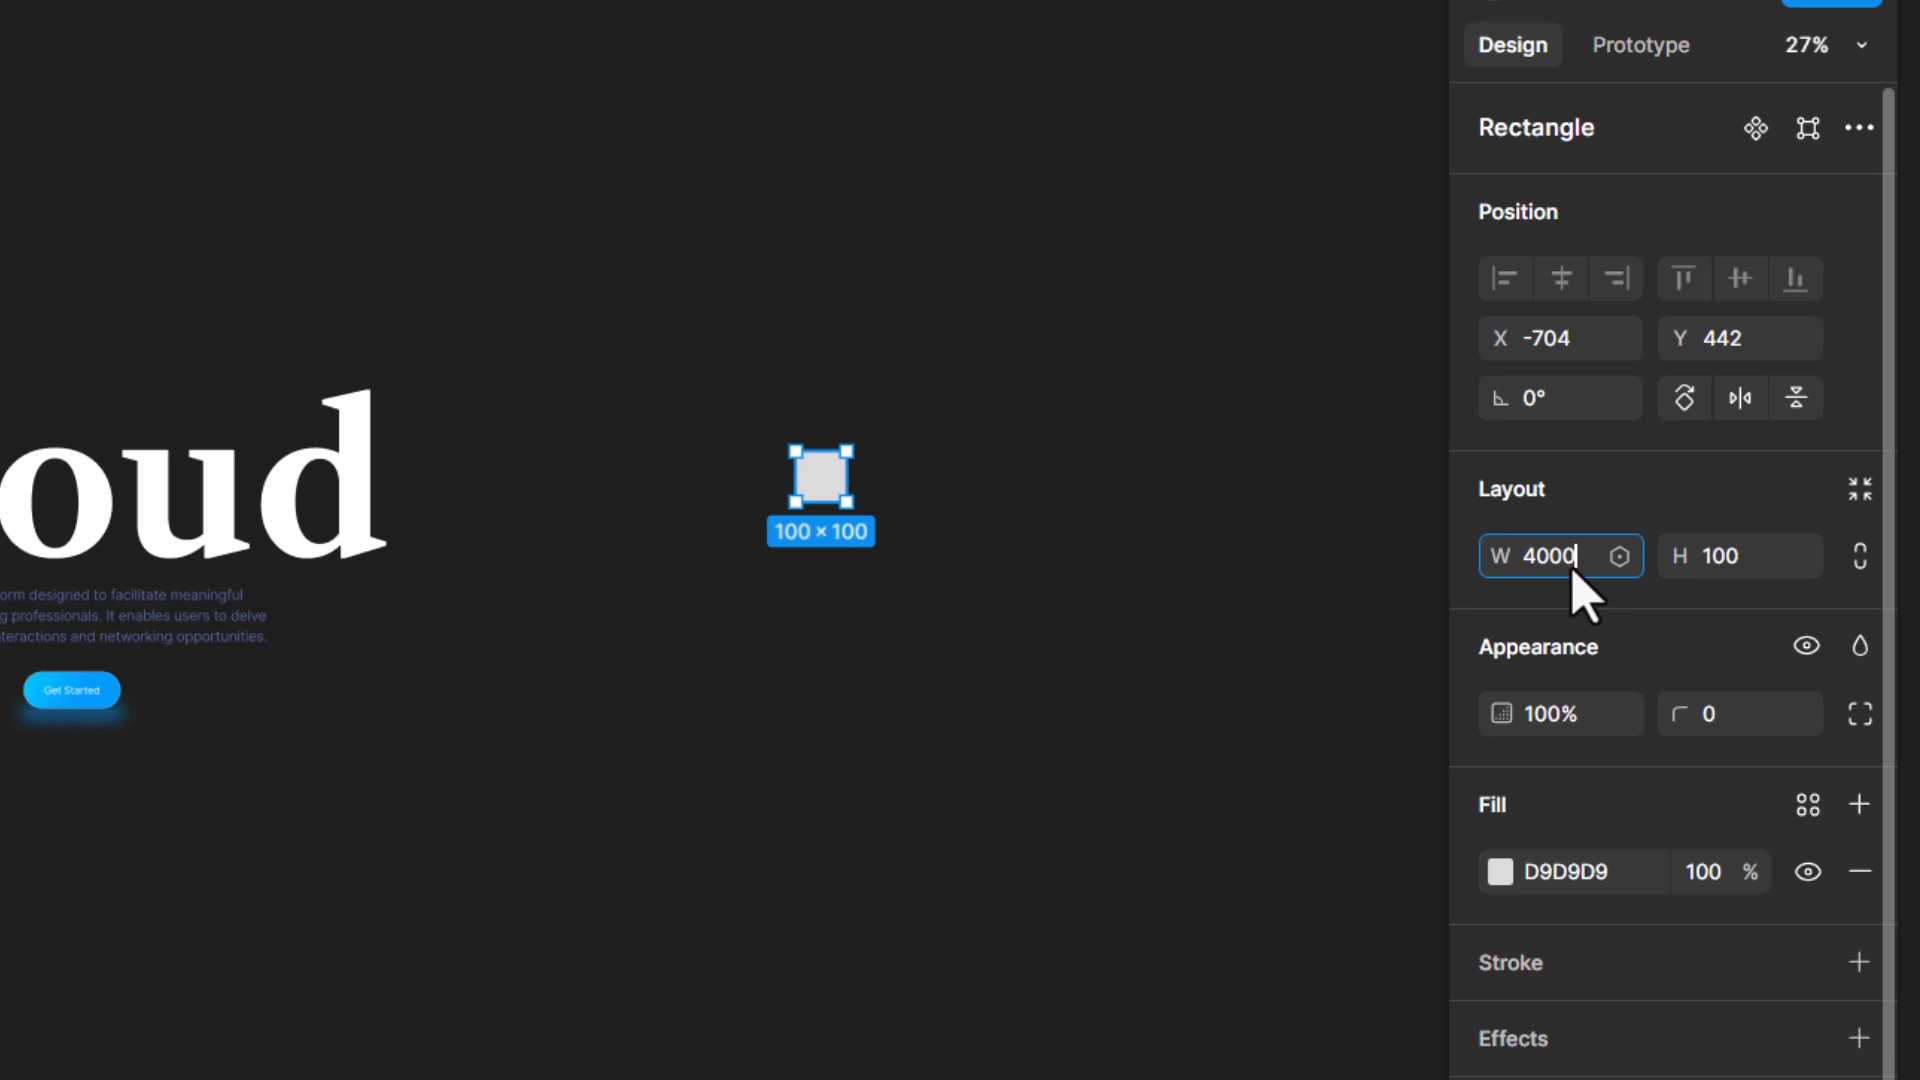 Design Prototype 27%
Rectangle
Position
X -704 Y 442
0°
Layout
W 4000 H 100
Appearance
100% 0
Fill
D9D9D9 100 %
Stroke
Effects
oud
orm designed to facilitate meaningful
g professionals. It enables users to delve
teractions and networking opportunities.
Get Started
100 × 100